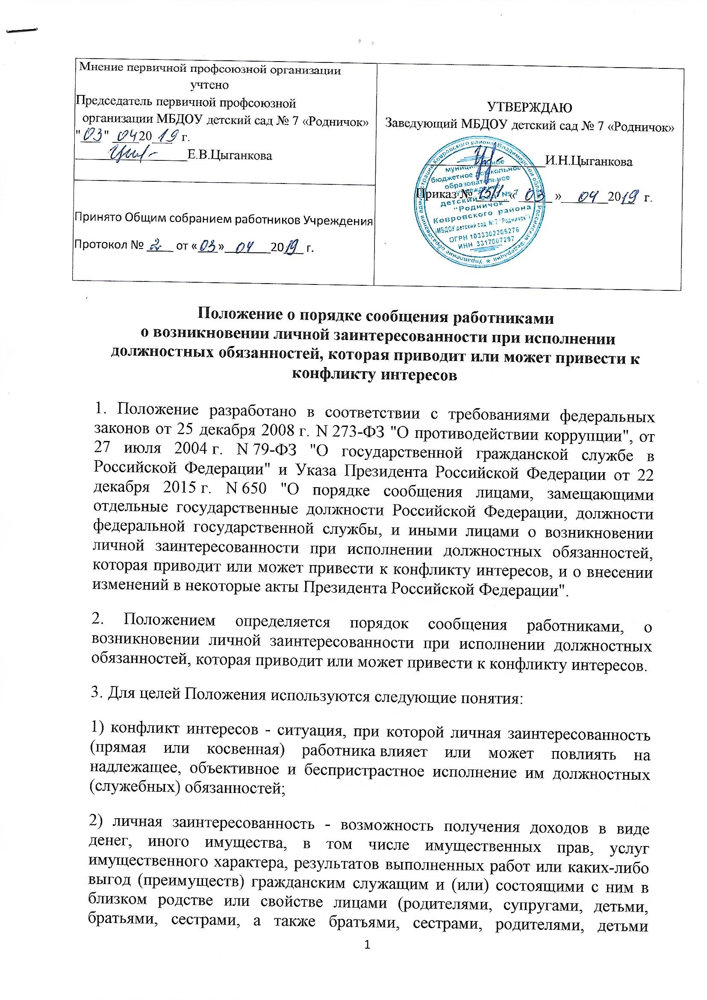 Мнение первичной профсоюзной организации
учтено
Председатель первичной профсоюзной
организации МБДОУ детский сад № 7 «Родничок»
"03" 04 2019 г.
Е.В.Цыганкова
Принято Общим собранием работников Учреждения
Протокол № 2 от «03» 04 2019 г.
УТВЕРЖДАЮ
Заведующий МБДОУ детский сад № 7 «Родничок»
И.Н.Цыганкова
Приказ № 15/1 « 03 » 04 2019 г.
Управление образования администрации Ковровского района Владимирской области Российская Федерация
муниципальное
бюджетное дошкольное
образовательное
учреждение
детский сад № 7
"Родничок"
Ковровского района
(МБДОУ детский сад № 7 "Родничок")
ОГРН 1033302205276
ИНН 3317007297
Положение о порядке сообщения работниками
о возникновении личной заинтересованности при исполнении
должностных обязанностей, которая приводит или может привести к
конфликту интересов
1. Положение разработано в соответствии с требованиями федеральных
законов от 25 декабря 2008 г. N 273-ФЗ "О противодействии коррупции", от
27 июля 2004 г. N 79-ФЗ "О государственной гражданской службе в
Российской Федерации" и Указа Президента Российской Федерации от 22
декабря 2015 г. N 650 "О порядке сообщения лицами, замещающими
отдельные государственные должности Российской Федерации, должности
федеральной государственной службы, и иными лицами о возникновении
личной заинтересованности при исполнении должностных обязанностей,
которая приводит или может привести к конфликту интересов, и о внесении
изменений в некоторые акты Президента Российской Федерации".
2. Положением определяется порядок сообщения работниками, о
возникновении личной заинтересованности при исполнении должностных
обязанностей, которая приводит или может привести к конфликту интересов.
3. Для целей Положения используются следующие понятия:
1) конфликт интересов - ситуация, при которой личная заинтересованность
(прямая или косвенная) работника влияет или может повлиять на
надлежащее, объективное и беспристрастное исполнение им должностных
(служебных) обязанностей;
2) личная заинтересованность - возможность получения доходов в виде
денег, иного имущества, в том числе имущественных прав, услуг
имущественного характера, результатов выполненных работ или каких-либо
выгод (преимуществ) гражданским служащим и (или) состоящими с ним в
близком родстве или свойстве лицами (родителями, супругами, детьми,
братьями, сестрами, а также братьями, сестрами, родителями, детьми
1